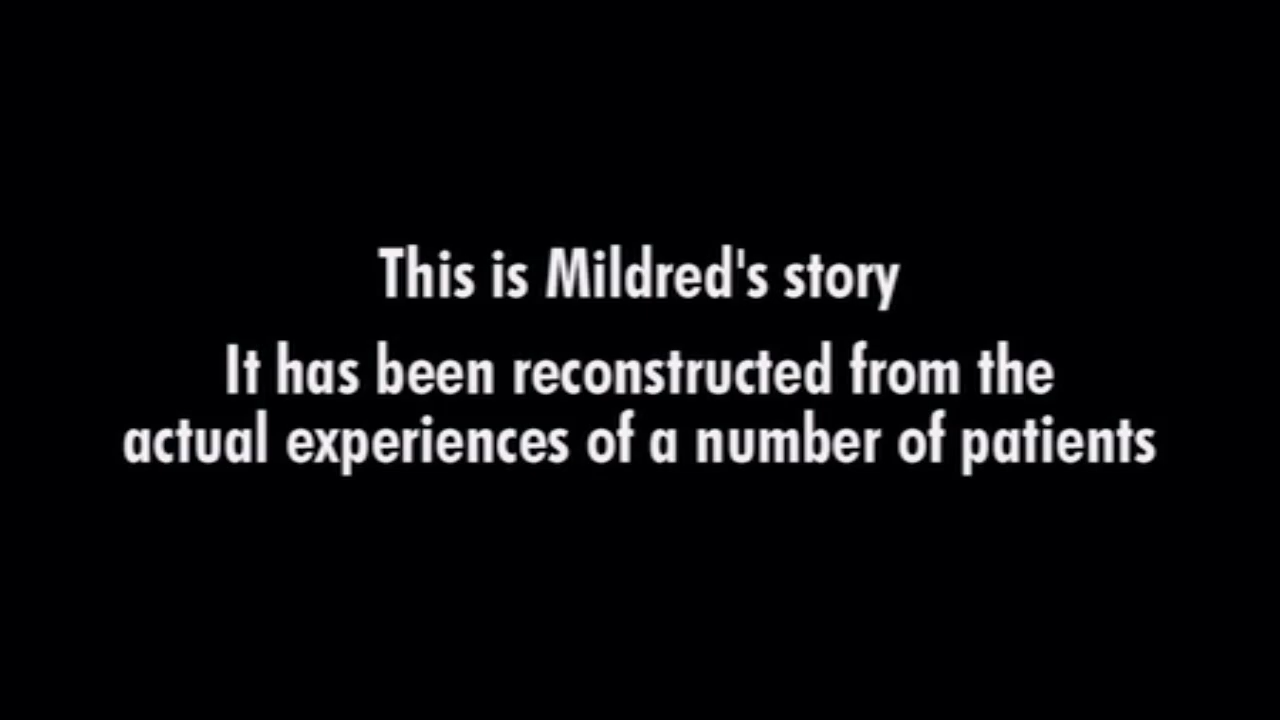 This is Mildred's story
It has been reconstructed from the
actual experiences of a number of patients